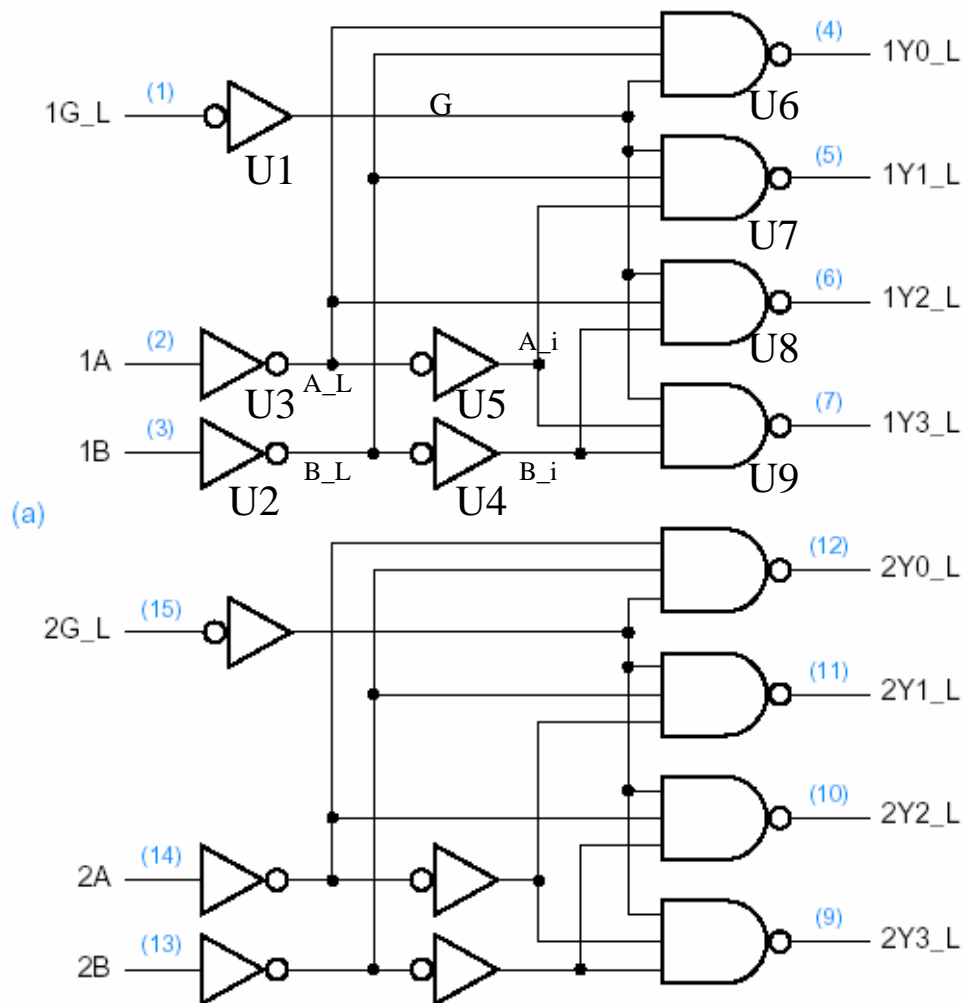 (4) 1Y0_L
(1) 1G_L G
U6
U1
(5) 1Y1_L
U7
(6) 1Y2_L
U8
(2) 1A A_i
U3 A_L U5
(7) 1Y3_L
(3) 1B
B_L B_i
U2 U4 U9
(a)
(12) 2Y0_L
(15) 2G_L
(11) 2Y1_L
(10) 2Y2_L
(14) 2A
(9) 2Y3_L
(13) 2B